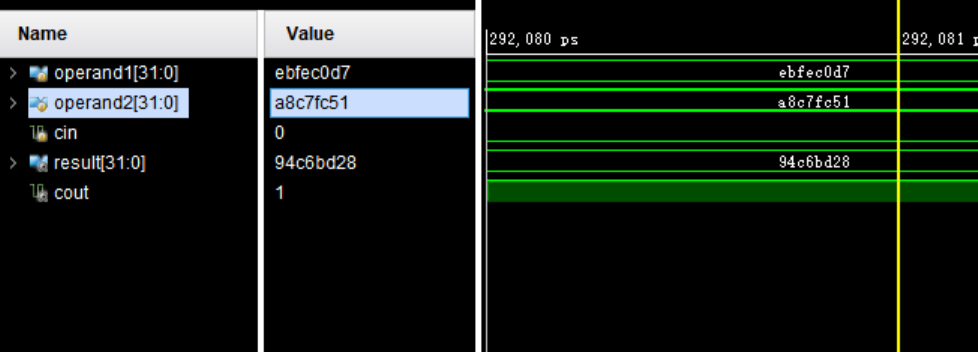 Name Value
292,080 ps 292,081 p
operand1[31:0] ebfec0d7 ebfec0d7
operand2[31:0] a8c7fc51 a8c7fc51
cin 0
result[31:0] 94c6bd28 94c6bd28
cout 1